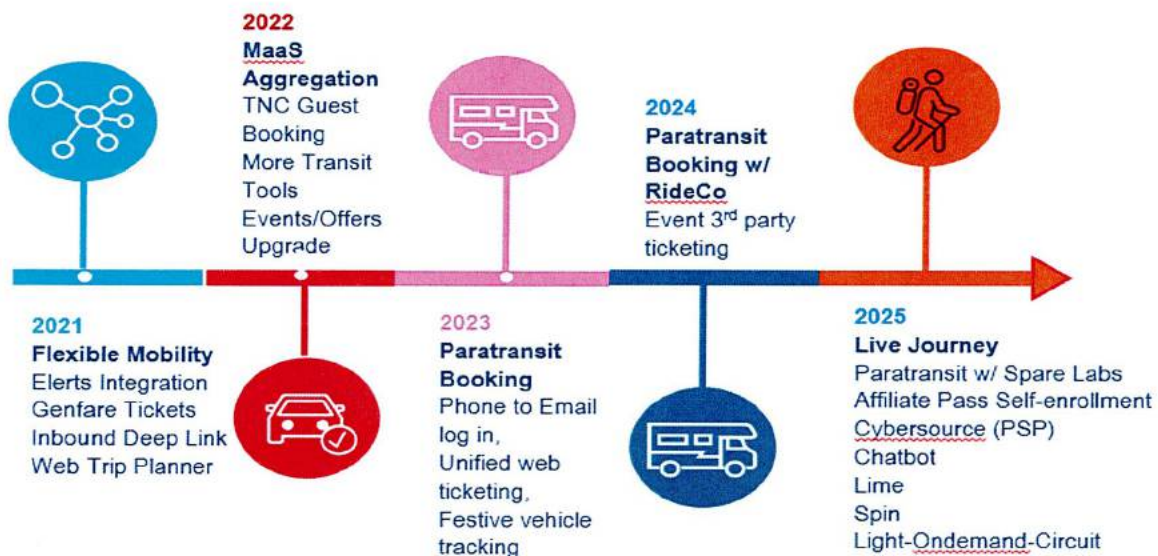 2022
MaaS
Aggregation
TNC Guest
Booking
More Transit
Tools
Events/Offers
Upgrade
2024
Paratransit
Booking w/
RideCo
Event 3rd party
ticketing
2021
Flexible Mobility
Elerts Integration
Genfare Tickets
Inbound Deep Link
Web Trip Planner
2023
Paratransit
Booking
Phone to Email
log in,
Unified web
ticketing,
Festive vehicle
tracking
2025
Live Journey
Paratransit w/ Spare Labs
Affiliate Pass Self-enrollment
Cybersource (PSP)
Chatbot
Lime
Spin
Light-Ondemand-Circuit